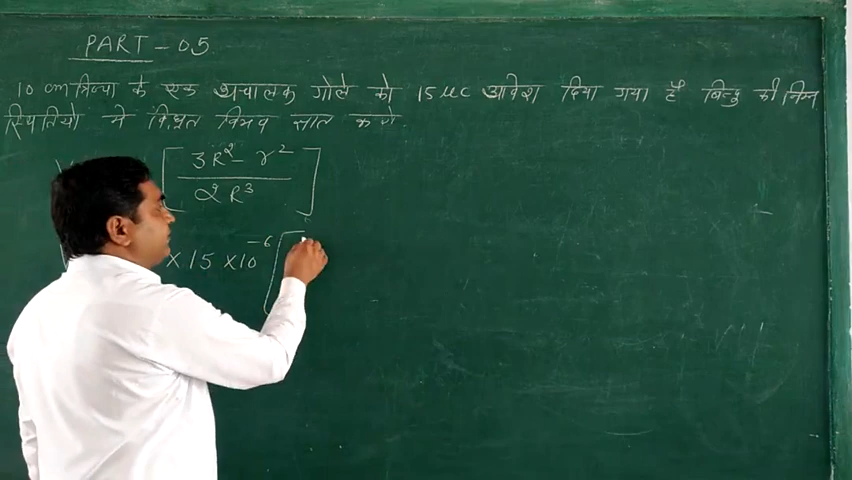 PART - 05
10 cm त्रिज्या के एक अचालक गोले को 15 μc आवेश दिया गया है बिन्दु की निम्न
स्थितियो मे विधुत विभव ज्ञात करो.
[ 3R² - r² / 2R³ ]
× 15 × 10⁻⁶ [